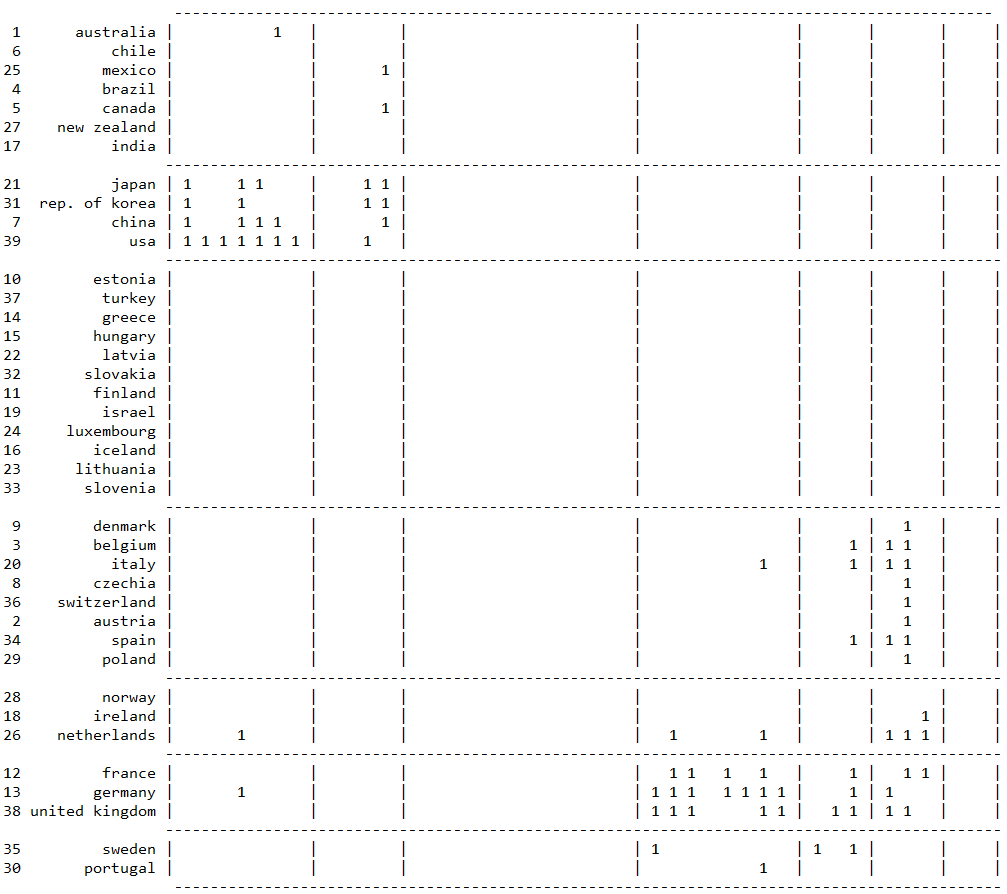 --------------------------------------------------------------------------------------------
1 australia | 1 | | | | | | |
6 chile | | | | | | | |
25 mexico | | 1 | | | | | |
4 brazil | | | | | | | |
5 canada | | 1 | | | | | |
27 new zealand | | | | | | | |
17 india | | | | | | | |
--------------------------------------------------------------------------------------------
21 japan | 1 1 1 | 1 1 | | | | | |
31 rep. of korea | 1 1 | 1 1 | | | | | |
7 china | 1 1 1 1 | 1 | | | | | |
39 usa | 1 1 1 1 1 1 1 | 1 | | | | | |
--------------------------------------------------------------------------------------------
10 estonia | | | | | | | |
37 turkey | | | | | | | |
14 greece | | | | | | | |
15 hungary | | | | | | | |
22 latvia | | | | | | | |
32 slovakia | | | | | | | |
11 finland | | | | | | | |
19 israel | | | | | | | |
24 luxembourg | | | | | | | |
16 iceland | | | | | | | |
23 lithuania | | | | | | | |
33 slovenia | | | | | | | |
--------------------------------------------------------------------------------------------
9 denmark | | | | | | 1 | |
3 belgium | | | | | 1 | 1 1 | |
20 italy | | | | 1 | 1 | 1 1 | |
8 czechia | | | | | | 1 | |
36 switzerland | | | | | | 1 | |
2 austria | | | | | | 1 | |
34 spain | | | | | 1 | 1 1 | |
29 poland | | | | | | 1 | |
--------------------------------------------------------------------------------------------
28 norway | | | | | | | |
18 ireland | | | | | | 1 | |
26 netherlands | 1 | | | 1 1 | | 1 1 1 | |
--------------------------------------------------------------------------------------------
12 france | | | | 1 1 1 1 | 1 | 1 1 | |
13 germany | 1 | | | 1 1 1 1 1 1 1 | 1 | 1 | |
38 united kingdom | | | | 1 1 1 1 1 | 1 1 | 1 1 | |
--------------------------------------------------------------------------------------------
35 sweden | | | | 1 | 1 1 | | |
30 portugal | | | | 1 | | | |
--------------------------------------------------------------------------------------------